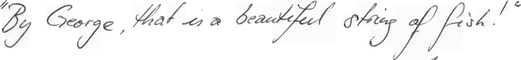 "By George, that is a beautiful string of fish!"